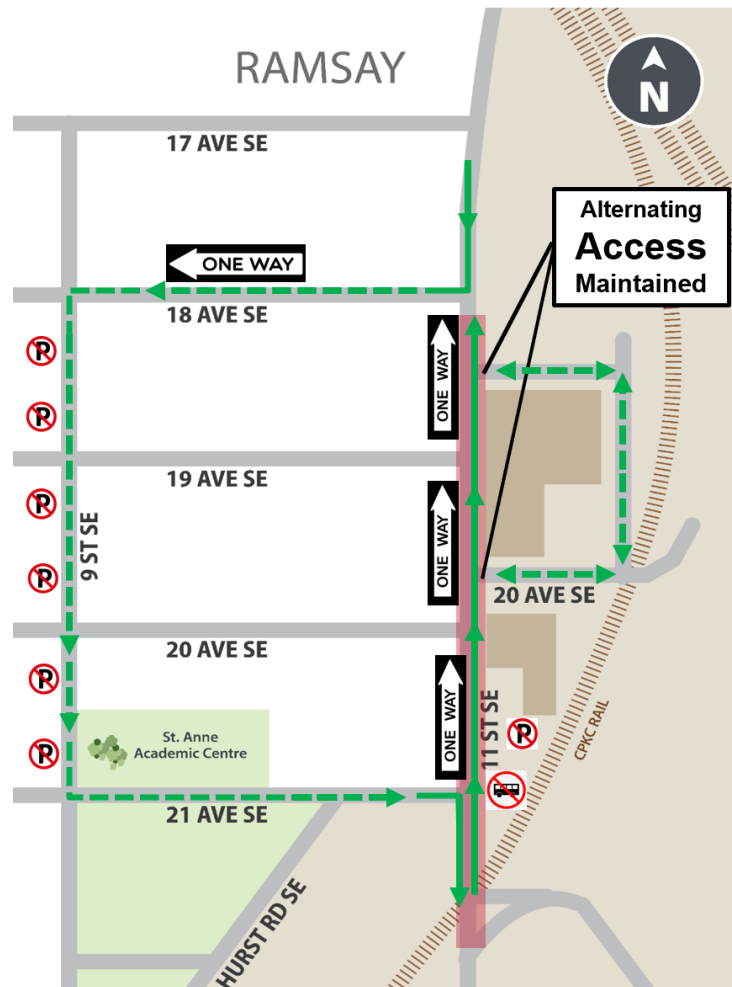 RAMSAY
N
17 AVE SE
Alternating
Access
Maintained
ONE WAY
18 AVE SE
ONE WAY
P
P
19 AVE SE
P
9 ST SE
ONE WAY
P
20 AVE SE
20 AVE SE
P
ONE WAY
11 ST SE
P
CPKC RAIL
St. Anne
Academic Centre
P
21 AVE SE
HURST RD SE